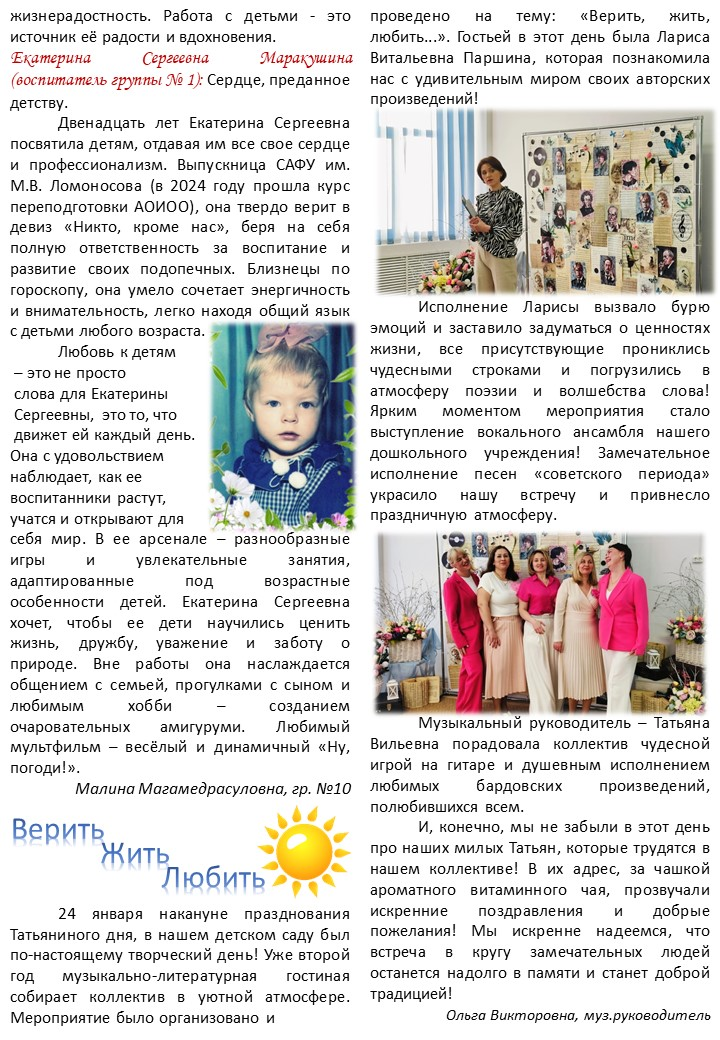 жизнерадостность. Работа с детьми - это
источник её радости и вдохновения.
Екатерина Сергеевна Маракушина
(воспитатель группы № 1): Сердце, преданное
детству.
Двенадцать лет Екатерина Сергеевна
посвятила детям, отдавая им все свое сердце
и профессионализм. Выпускница САФУ им.
М.В. Ломоносова (в 2024 году прошла курс
переподготовки АОИОО), она твердо верит в
девиз «Никто, кроме нас», беря на себя
полную ответственность за воспитание и
развитие своих подопечных. Близнецы по
гороскопу, она умело сочетает энергичность
и внимательность, легко находя общий язык
с детьми любого возраста.
Любовь к детям
– это не просто
слова для Екатерины
Сергеевны, это то, что
движет ей каждый день.
Она с удовольствием
наблюдает, как ее
воспитанники растут,
учатся и открывают для
себя мир. В ее арсенале – разнообразные
игры и увлекательные занятия,
адаптированные под возрастные
особенности детей. Екатерина Сергеевна
хочет, чтобы ее дети научились ценить
жизнь, дружбу, уважение и заботу о
природе. Вне работы она наслаждается
общением с семьей, прогулками с сыном и
любимым хобби – созданием
очаровательных амигуруми. Любимый
мультфильм – весёлый и динамичный «Ну,
погоди!».
Малина Магамедрасуловна, гр. №10
Верить
Жить
Любить
24 января накануне празднования
Татьяниного дня, в нашем детском саду был
по-настоящему творческий день! Уже второй
год музыкально-литературная гостиная
собирает коллектив в уютной атмосфере.
Мероприятие было организовано и
проведено на тему: «Верить, жить,
любить...». Гостьей в этот день была Лариса
Витальевна Паршина, которая познакомила
нас с удивительным миром своих авторских
произведений!
Исполнение Ларисы вызвало бурю
эмоций и заставило задуматься о ценностях
жизни, все присутствующие прониклись
чудесными строками и погрузились в
атмосферу поэзии и волшебства слова!
Ярким моментом мероприятия стало
выступление вокального ансамбля нашего
дошкольного учреждения! Замечательное
исполнение песен «советского периода»
украсило нашу встречу и привнесло
праздничную атмосферу.
Музыкальный руководитель – Татьяна
Вильевна порадовала коллектив чудесной
игрой на гитаре и душевным исполнением
любимых бардовских произведений,
полюбившихся всем.
И, конечно, мы не забыли в этот день
про наших милых Татьян, которые трудятся в
нашем коллективе! В их адрес, за чашкой
ароматного витаминного чая, прозвучали
искренние поздравления и добрые
пожелания! Мы искренне надеемся, что
встреча в кругу замечательных людей
останется надолго в памяти и станет доброй
традицией!
Ольга Викторовна, муз.руководитель